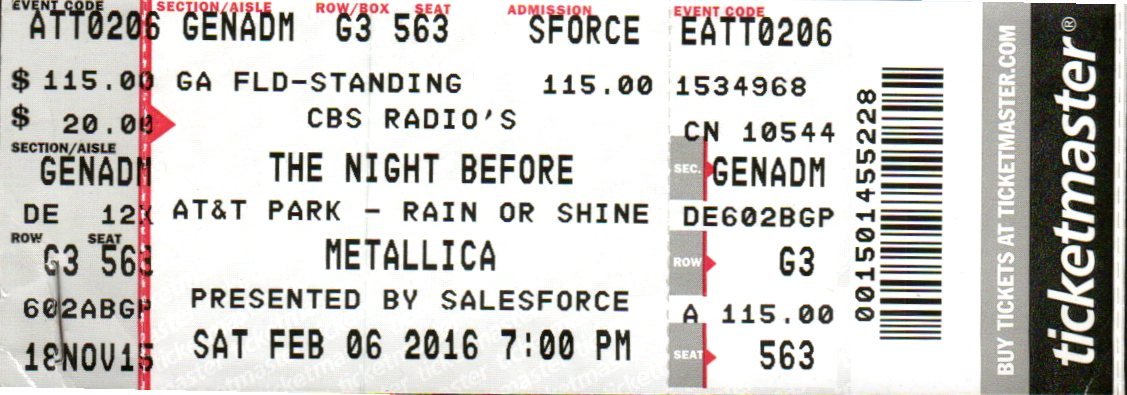 EVENT CODE SECTION/AISLE ROW/BOX SEAT ADMISSION EVENT CODE
ATT0206 GENADM G3 563 SFORCE EATT0206
$ 115.00 GA FLD-STANDING 115.00 1534968
$ 20.00 CBS RADIO'S
CN 10544
SECTION/AISLE
GENADM THE NIGHT BEFORE SEC. GENADM
DE 12X AT&T PARK - RAIN OR SHINE DE602BGP
ROW SEAT
G3 563 METALLICA ROW G3
602ABGP PRESENTED BY SALESFORCE A 115.00
18NOV15 SAT FEB 06 2016 7:00 PM SEAT 563
001501455228
BUY TICKETS AT TICKETMASTER.COM
ticketmaster®